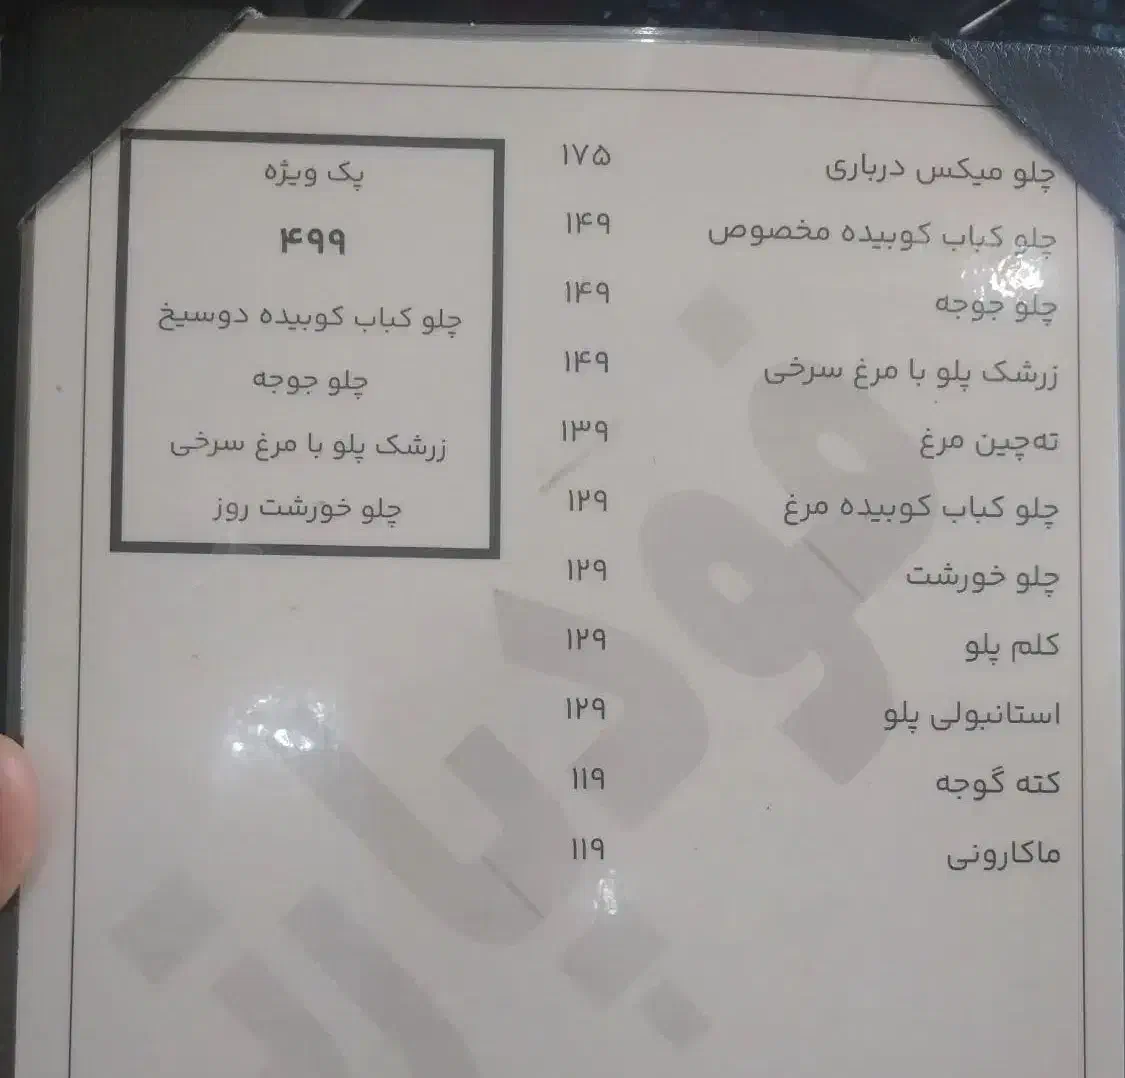 چلو میکس درباری ۱۷۵
چلو کباب کوبیده مخصوص ۱۴۹
چلو جوجه ۱۴۹
زرشک پلو با مرغ سرخی ۱۴۹
ته‌چین مرغ ۱۳۹
چلو کباب کوبیده مرغ ۱۲۹
چلو خورشت ۱۲۹
کلم پلو ۱۲۹
استانبولی پلو ۱۲۹
کته گوجه ۱۱۹
ماکارونی ۱۱۹
پک ویژه
۴۹۹
چلو کباب کوبیده دوسیخ
چلو جوجه
زرشک پلو با مرغ سرخی
چلو خورشت روز